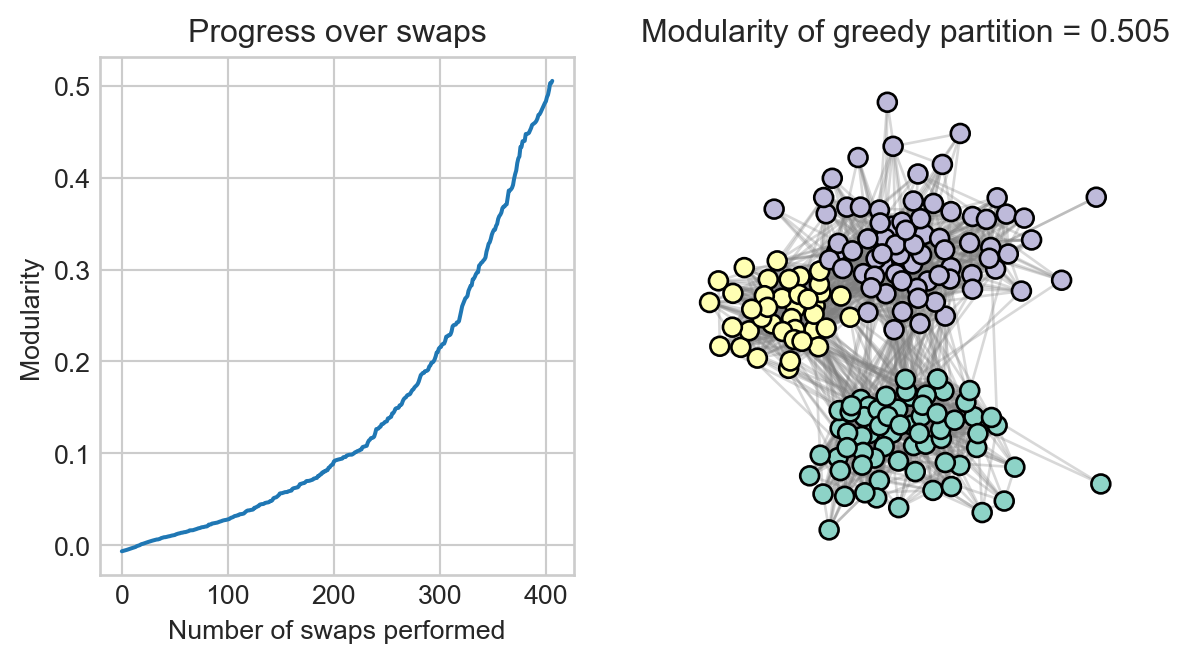 Progress over swaps
Modularity
0.5
0.4
0.3
0.2
0.1
0.0
0
100
200
300
400
Number of swaps performed
Modularity of greedy partition = 0.505